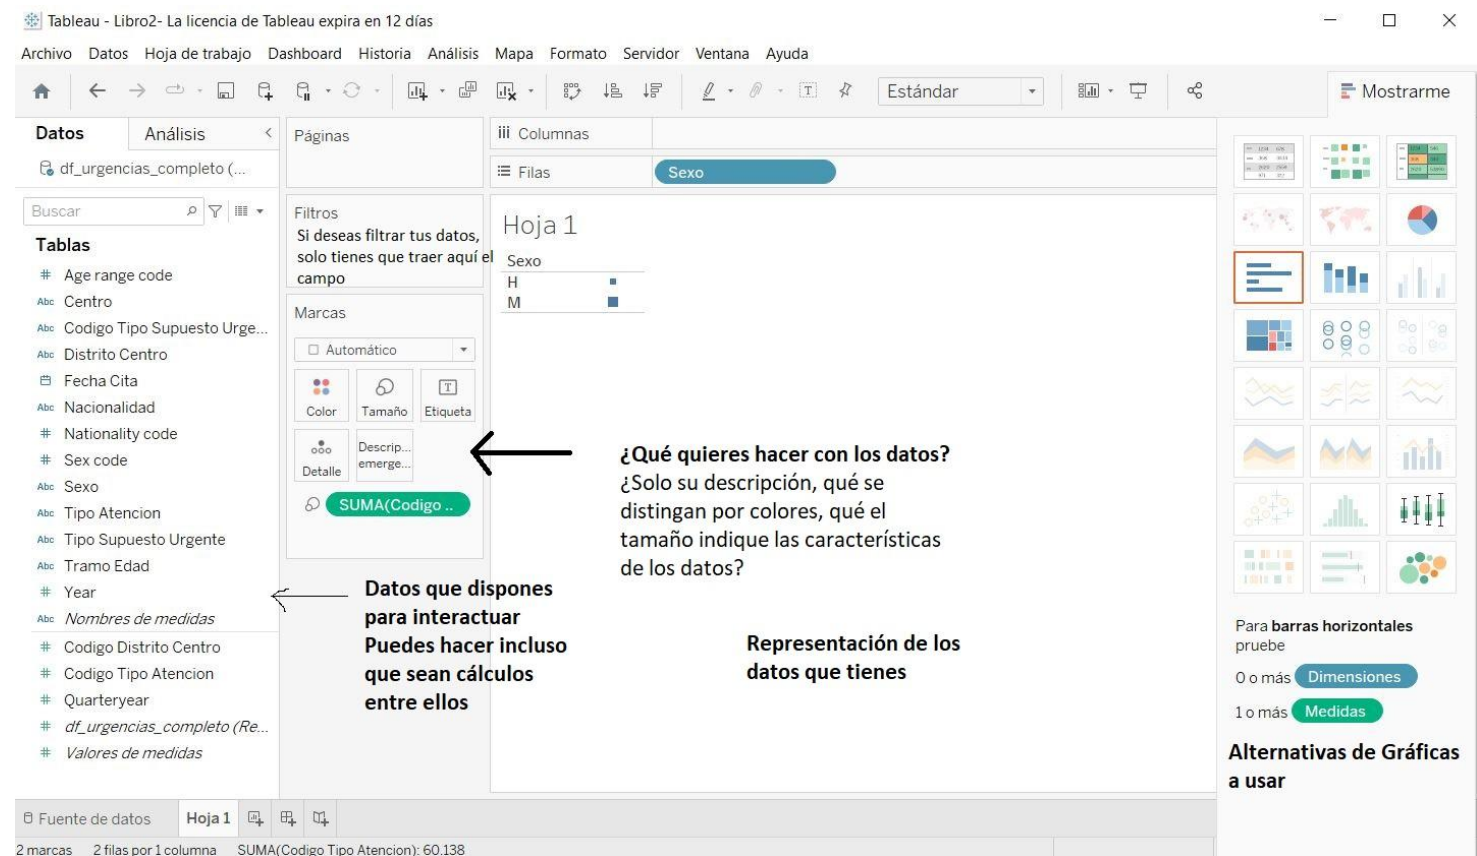 Tableau - Libro2- La licencia de Tableau expira en 12 días
Archivo Datos Hoja de trabajo Dashboard Historia Análisis Mapa Formato Servidor Ventana Ayuda
Estándar
Mostrarme
Datos Análisis
df_urgencias_completo (...
Buscar
Tablas
# Age range code
Abc Centro
Abc Codigo Tipo Supuesto Urge...
Abc Distrito Centro
Fecha Cita
Abc Nacionalidad
# Nationality code
# Sex code
Abc Sexo
Abc Tipo Atencion
Abc Tipo Supuesto Urgente
Abc Tramo Edad
# Year
Abc Nombres de medidas
# Codigo Distrito Centro
# Codigo Tipo Atencion
# Quarteryear
# df_urgencias_completo (Re...
# Valores de medidas
Páginas
Filtros
Si deseas filtrar tus datos,
solo tienes que traer aquí el
campo
Marcas
Automático
Color Tamaño Etiqueta
Detalle
Descrip...
emerge...
SUMA(Codigo ..
Datos que dispones
para interactuar
Puedes hacer incluso
que sean cálculos
entre ellos
Columnas
Filas Sexo
Hoja 1
Sexo
H
M
¿Qué quieres hacer con los datos?
¿Solo su descripción, qué se
distingan por colores, qué el
tamaño indique las características
de los datos?
Representación de los
datos que tienes
Para barras horizontales
pruebe
0 o más Dimensiones
1 o más Medidas
Alternativas de Gráficas
a usar
Fuente de datos Hoja 1
2 marcas 2 filas por 1 columna SUMA(Codigo Tipo Atencion): 60.138